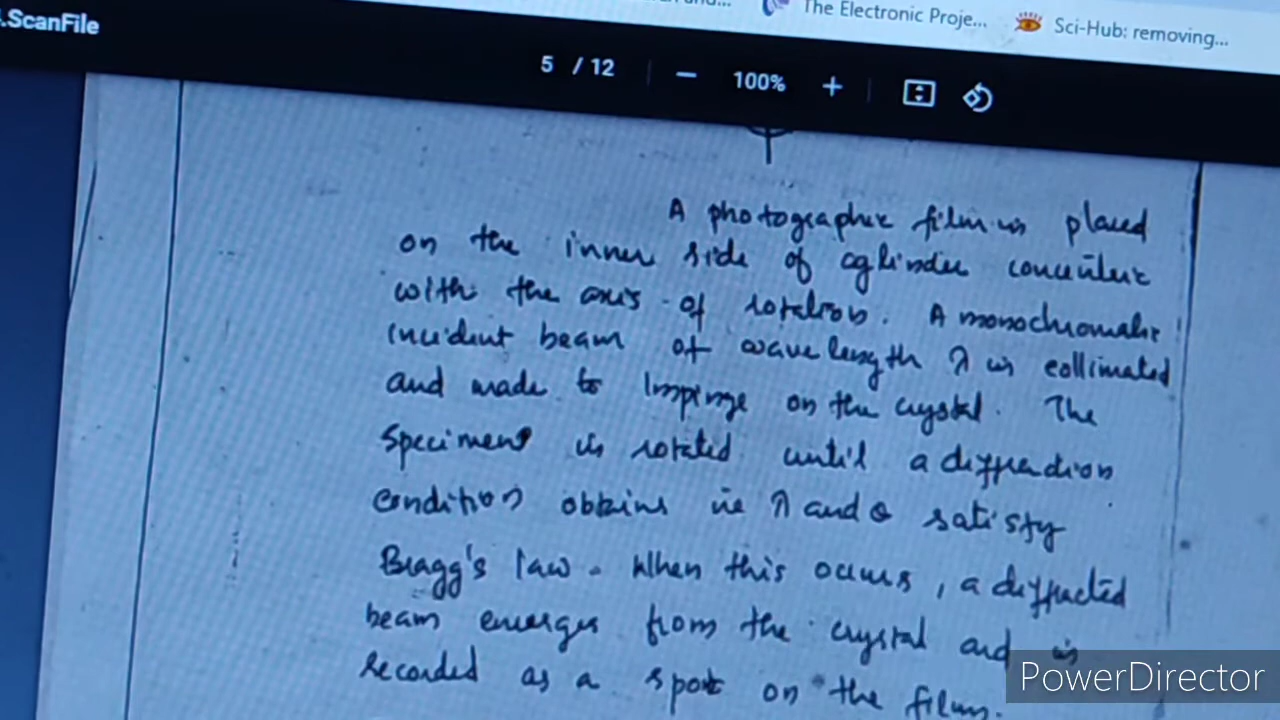 .ScanFile
The Electronic Proje...
Sci-Hub: removing...
5 / 12
100%
A photographic film is placed
on the inner side of cylinder concentric
with the axis of rotation. A monochromatic
incident beam of wavelength λ is collimated
and made to impinge on the crystal. The
specimen is rotated until a diffraction
condition obtains ie λ and θ satisfy
Bragg's law. When this occurs, a diffracted
beam emerges from the crystal and is
recorded as a spot on the film.
PowerDirector